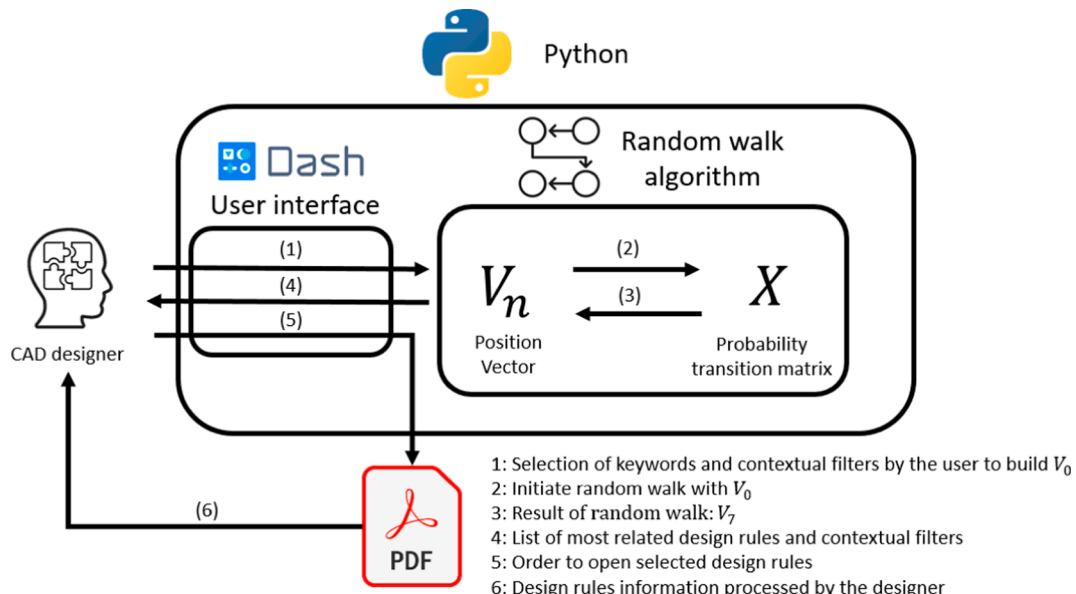 Python
Dash
User interface
Random walk
algorithm
(1)
(4)
(5)
(2)
(3)
Vn
X
Position
Vector
Probability
transition matrix
CAD designer
(6)
PDF
1: Selection of keywords and contextual filters by the user to build V0
2: Initiate random walk with V0
3: Result of random walk: V7
4: List of most related design rules and contextual filters
5: Order to open selected design rules
6: Design rules information processed by the designer